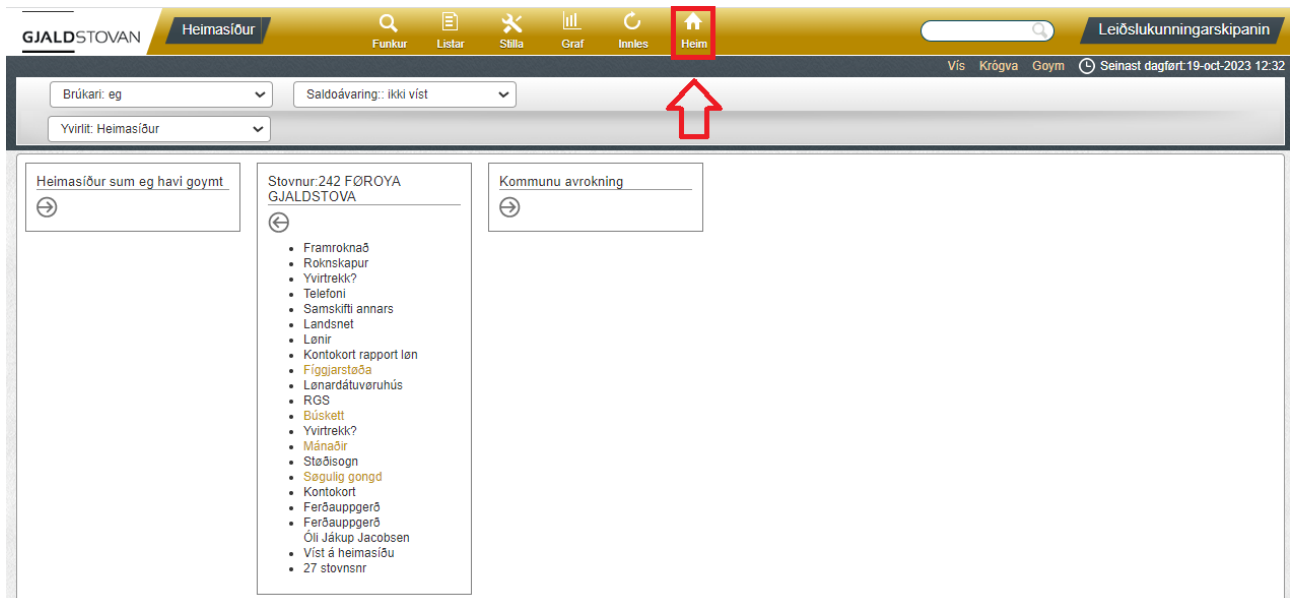 GJALDSTOVAN
Heimasíður
Funkur
Listar
Stilla
Graf
Innles
Heim
Leiðslukunningarskipanin
Vís Krógva Goym Seinast dagført:19-oct-2023 12:32
Brúkari: eg
Saldoávaring:: ikki víst
Yvirlit: Heimasíður
Heimasíður sum eg havi goymt
Stovnur:242 FØROYA
GJALDSTOVA
Framroknað
Roknskapur
Yvirtrekk?
Telefoni
Samskifti annars
Landsnet
Lønir
Kontokort rapport løn
Fíggjarstøða
Lønardátuvøruhús
RGS
Búskett
Yvirtrekk?
Mánaðir
Støðisogn
Søgulig gongd
Kontokort
Ferðauppgerð
Ferðauppgerð
Óli Jákup Jacobsen
Víst á heimasíðu
27 stovnsnr
Kommunu avrokning